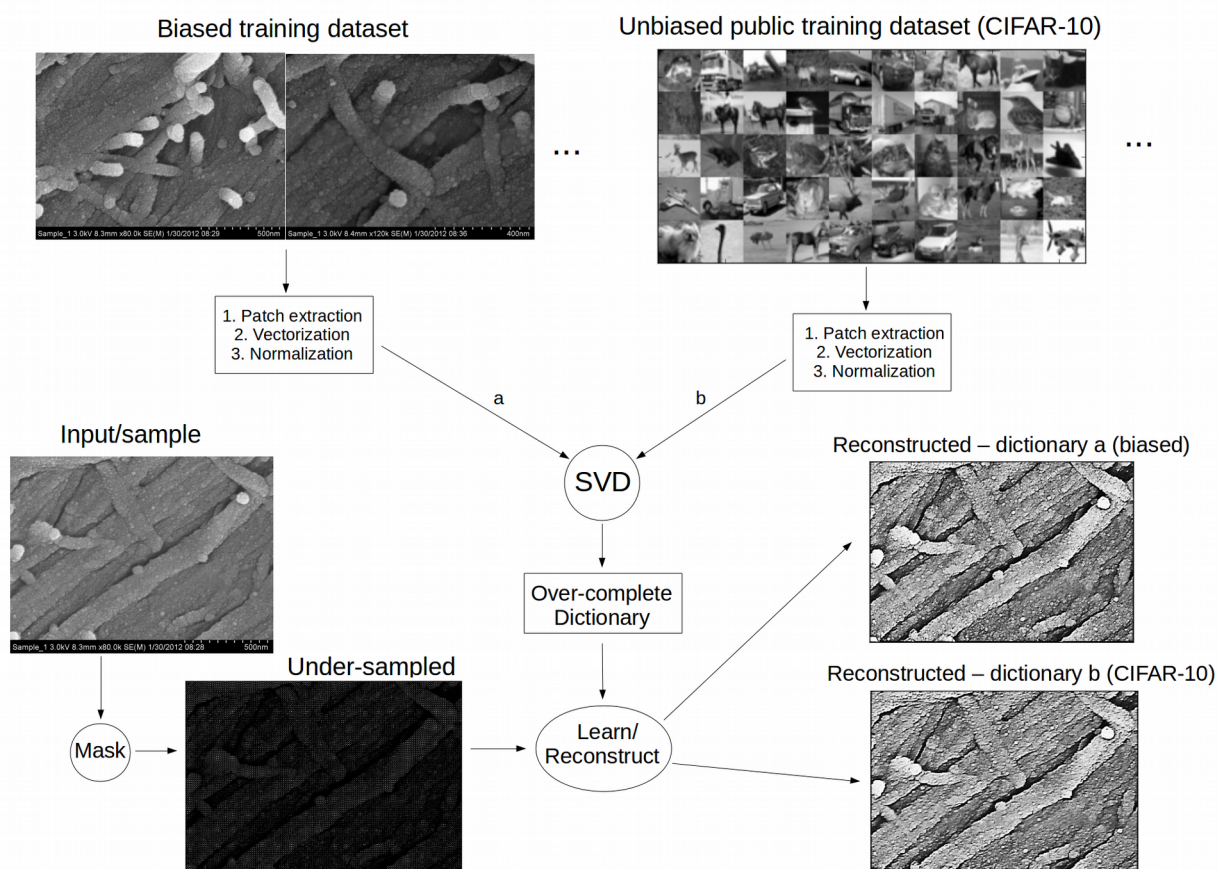 Biased training dataset
Unbiased public training dataset (CIFAR-10)
...
...
Sample_1 3.0kV 8.3mm x80.0k SE(M) 1/30/2012 08:29 500nm
Sample_1 3.0kV 8.4mm x120k SE(M) 1/30/2012 08:36 400nm
1. Patch extraction
2. Vectorization
3. Normalization
1. Patch extraction
2. Vectorization
3. Normalization
a
b
Input/sample
SVD
Reconstructed – dictionary a (biased)
Sample_1 3.0kV 8.3mm x80.0k SE(M) 1/30/2012 08:28 500nm
Over-complete
Dictionary
Under-sampled
Reconstructed – dictionary b (CIFAR-10)
Mask
Learn/
Reconstruct